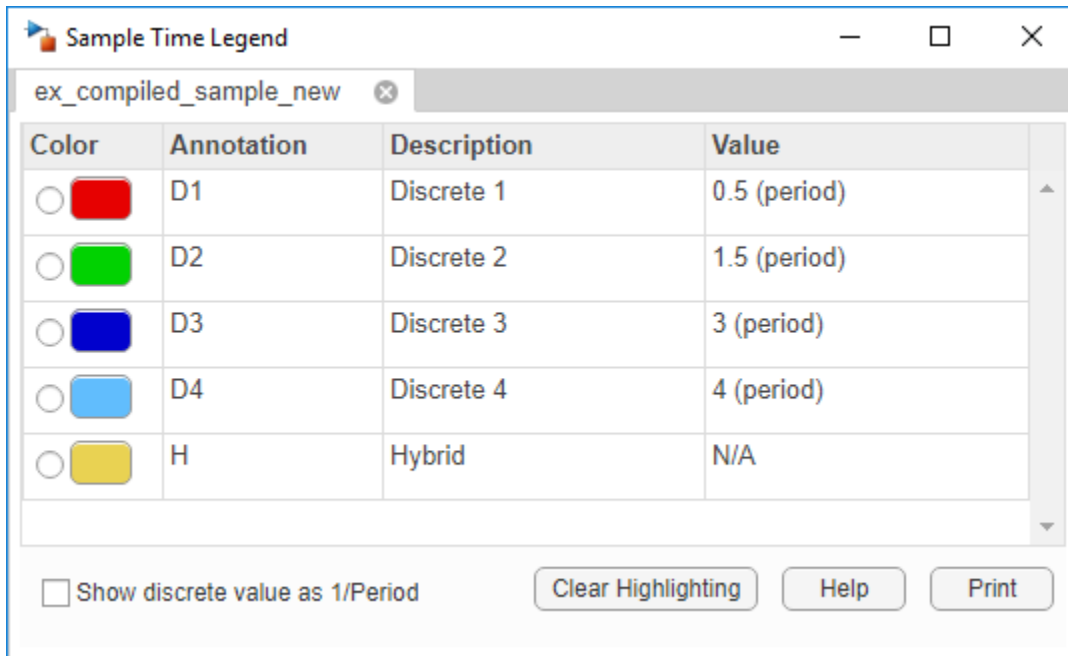 Sample Time Legend
ex_compiled_sample_new
Color Annotation Description Value
D1 Discrete 1 0.5 (period)
D2 Discrete 2 1.5 (period)
D3 Discrete 3 3 (period)
D4 Discrete 4 4 (period)
H Hybrid N/A
Show discrete value as 1/Period Clear Highlighting Help Print